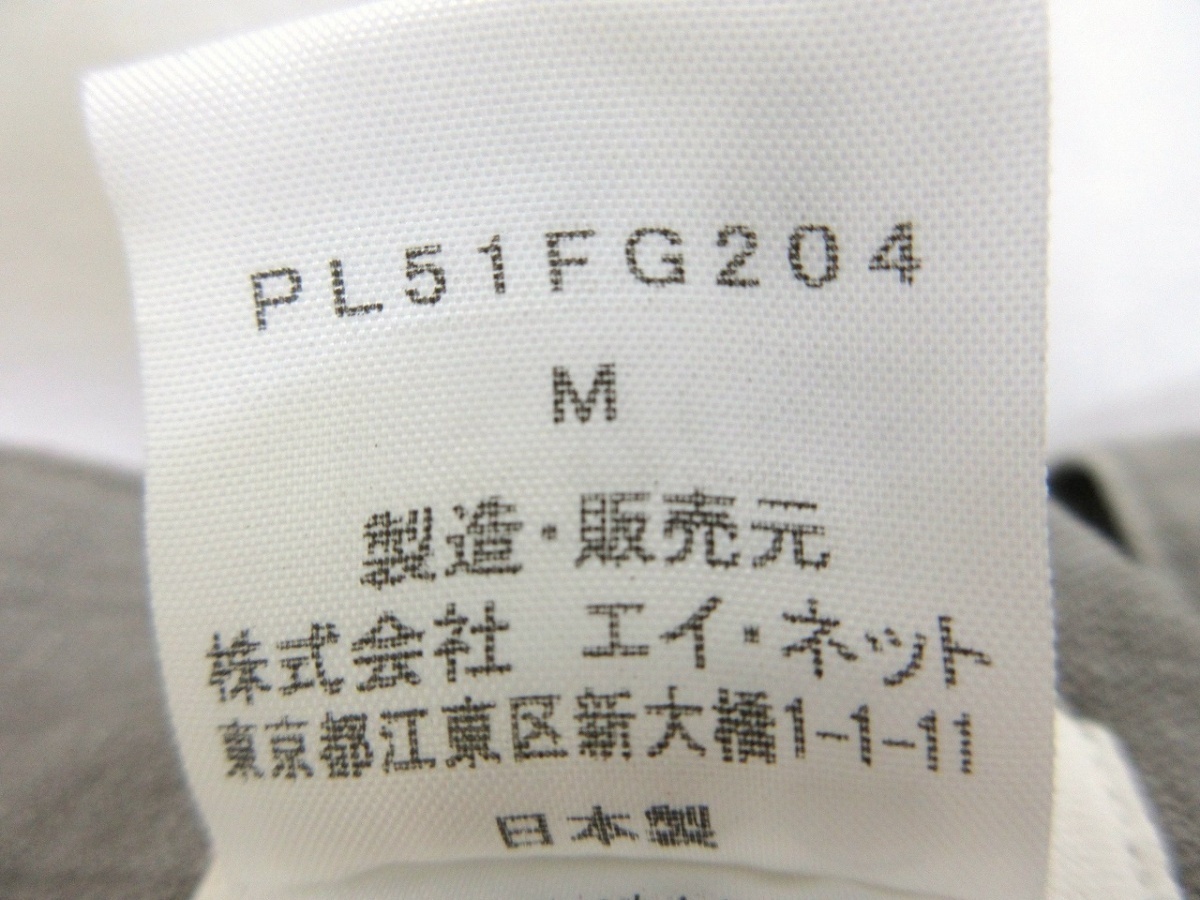 PL51FG204
M
製造・販売元
株式会社 エイ・ネット
東京都江東区新大橋1-1-11
日本製